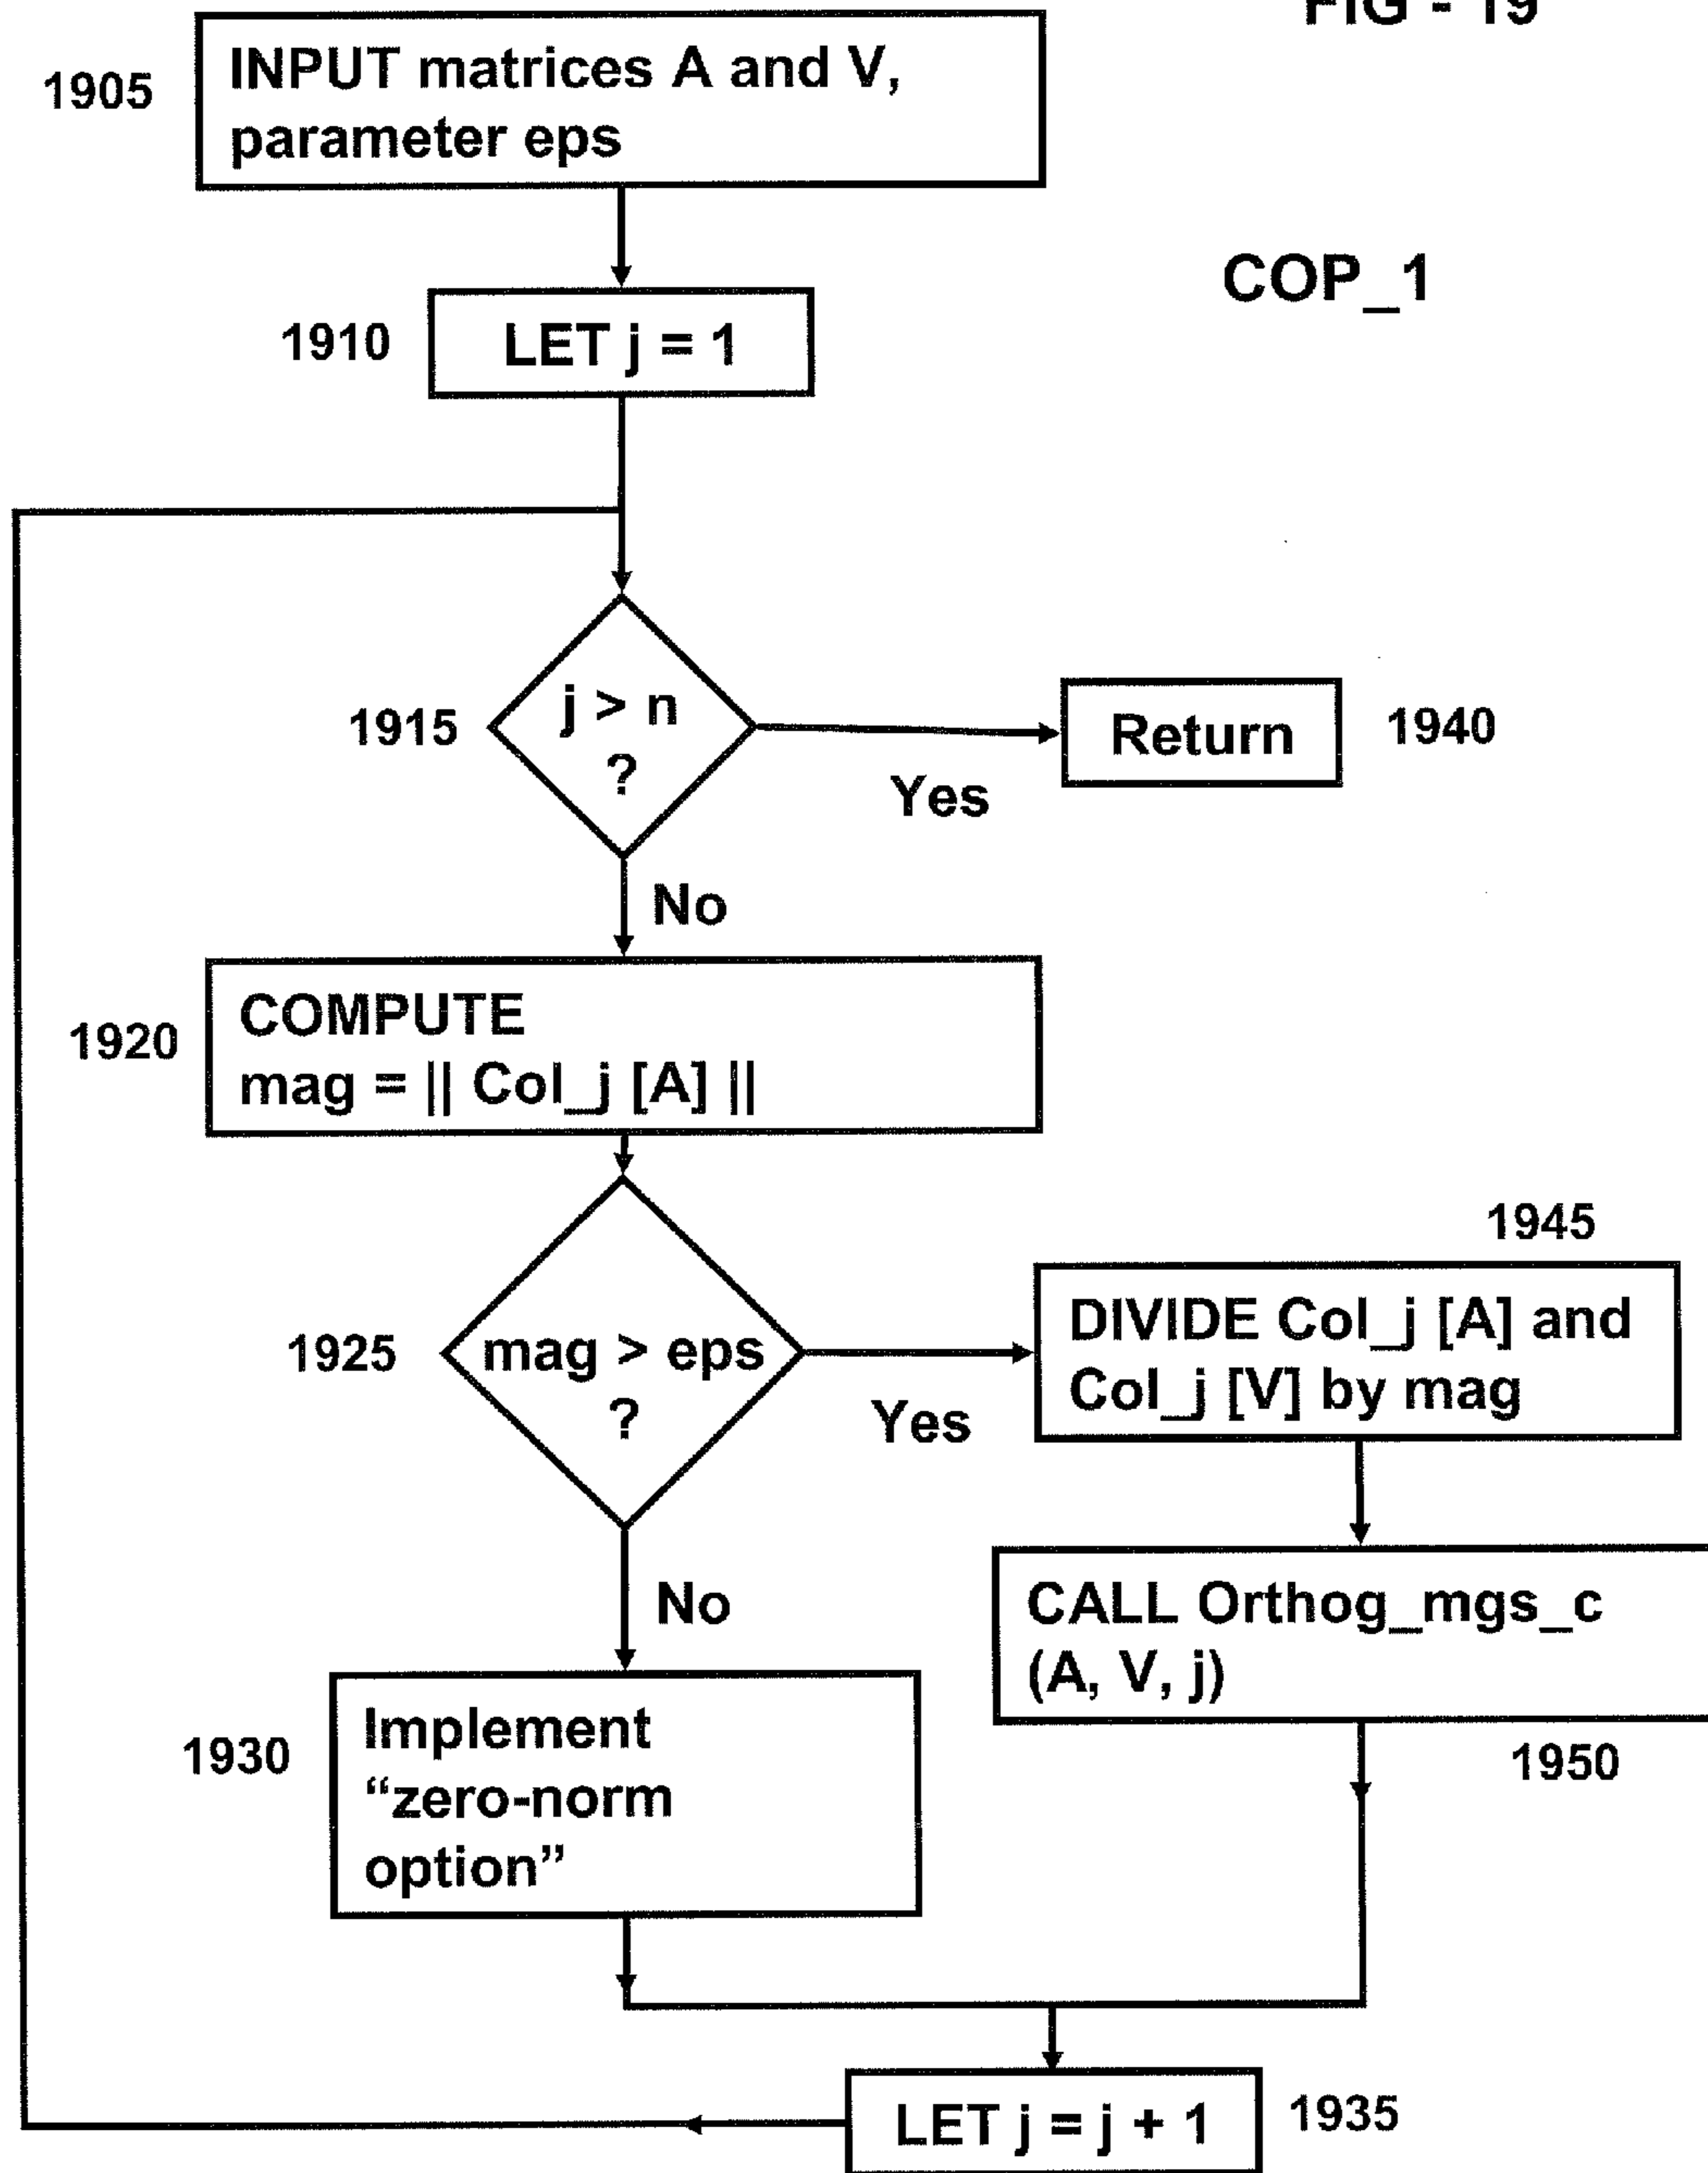 FIG - 19
1905
INPUT matrices A and V,
parameter eps
COP_1
1910
LET j = 1
1915
j > n
?
Yes
Return
1940
No
1920
COMPUTE
mag = || Col_j [A] ||
1925
mag > eps
?
Yes
1945
DIVIDE Col_j [A] and
Col_j [V] by mag
No
CALL Orthog_mgs_c
(A, V, j)
1950
1930
Implement
“zero-norm
option”
LET j = j + 1
1935